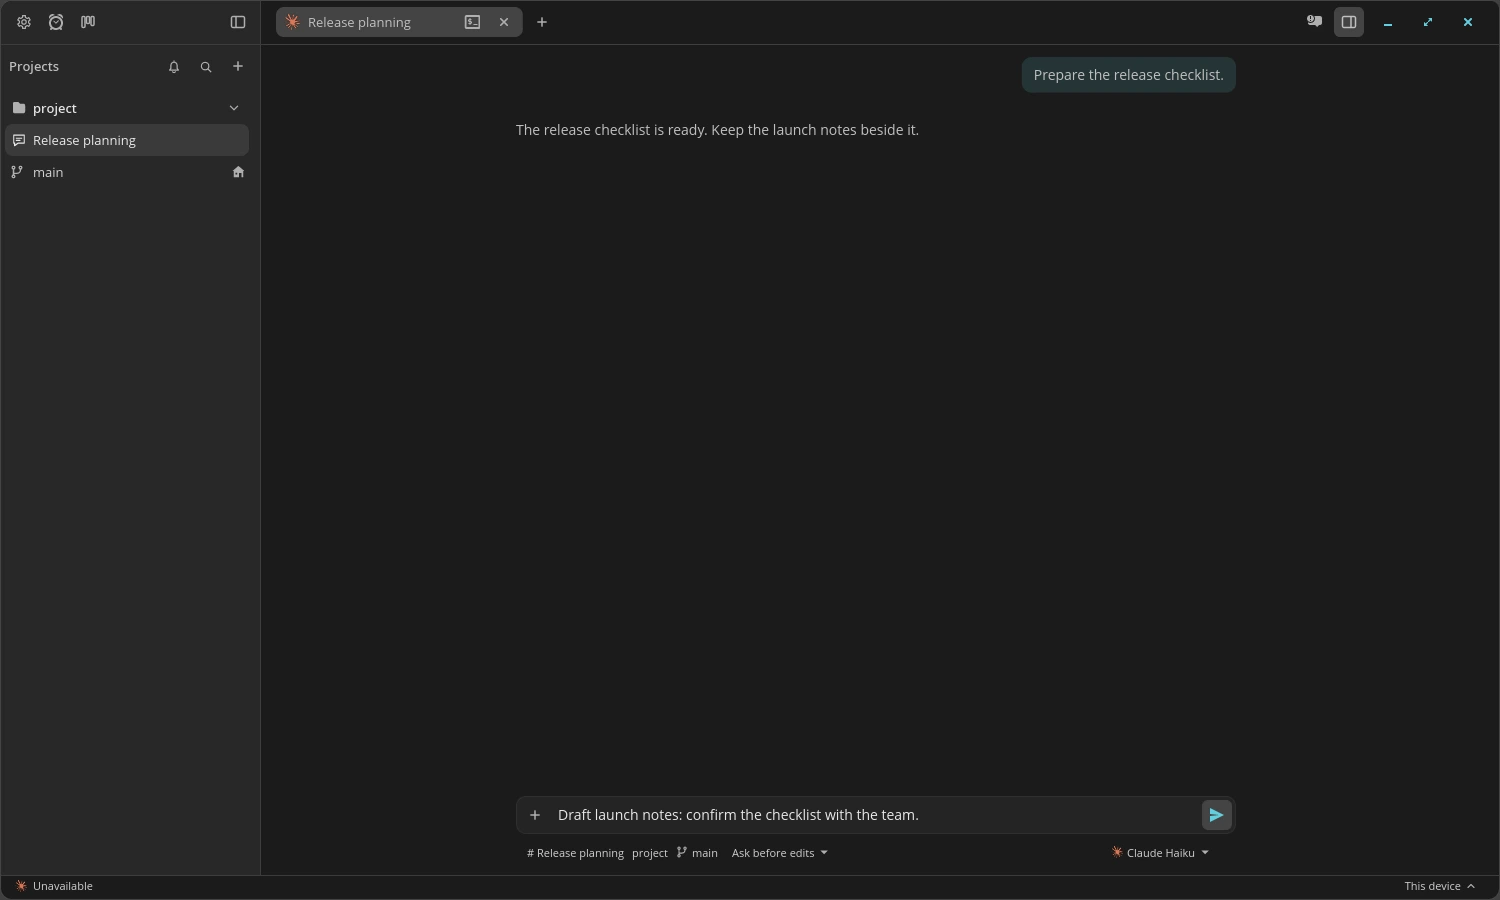 Release planning
Projects
project
Release planning
main
Prepare the release checklist.
The release checklist is ready. Keep the launch notes beside it.
Draft launch notes: confirm the checklist with the team.
# Release planning project main Ask before edits Claude Haiku
Unavailable
This device